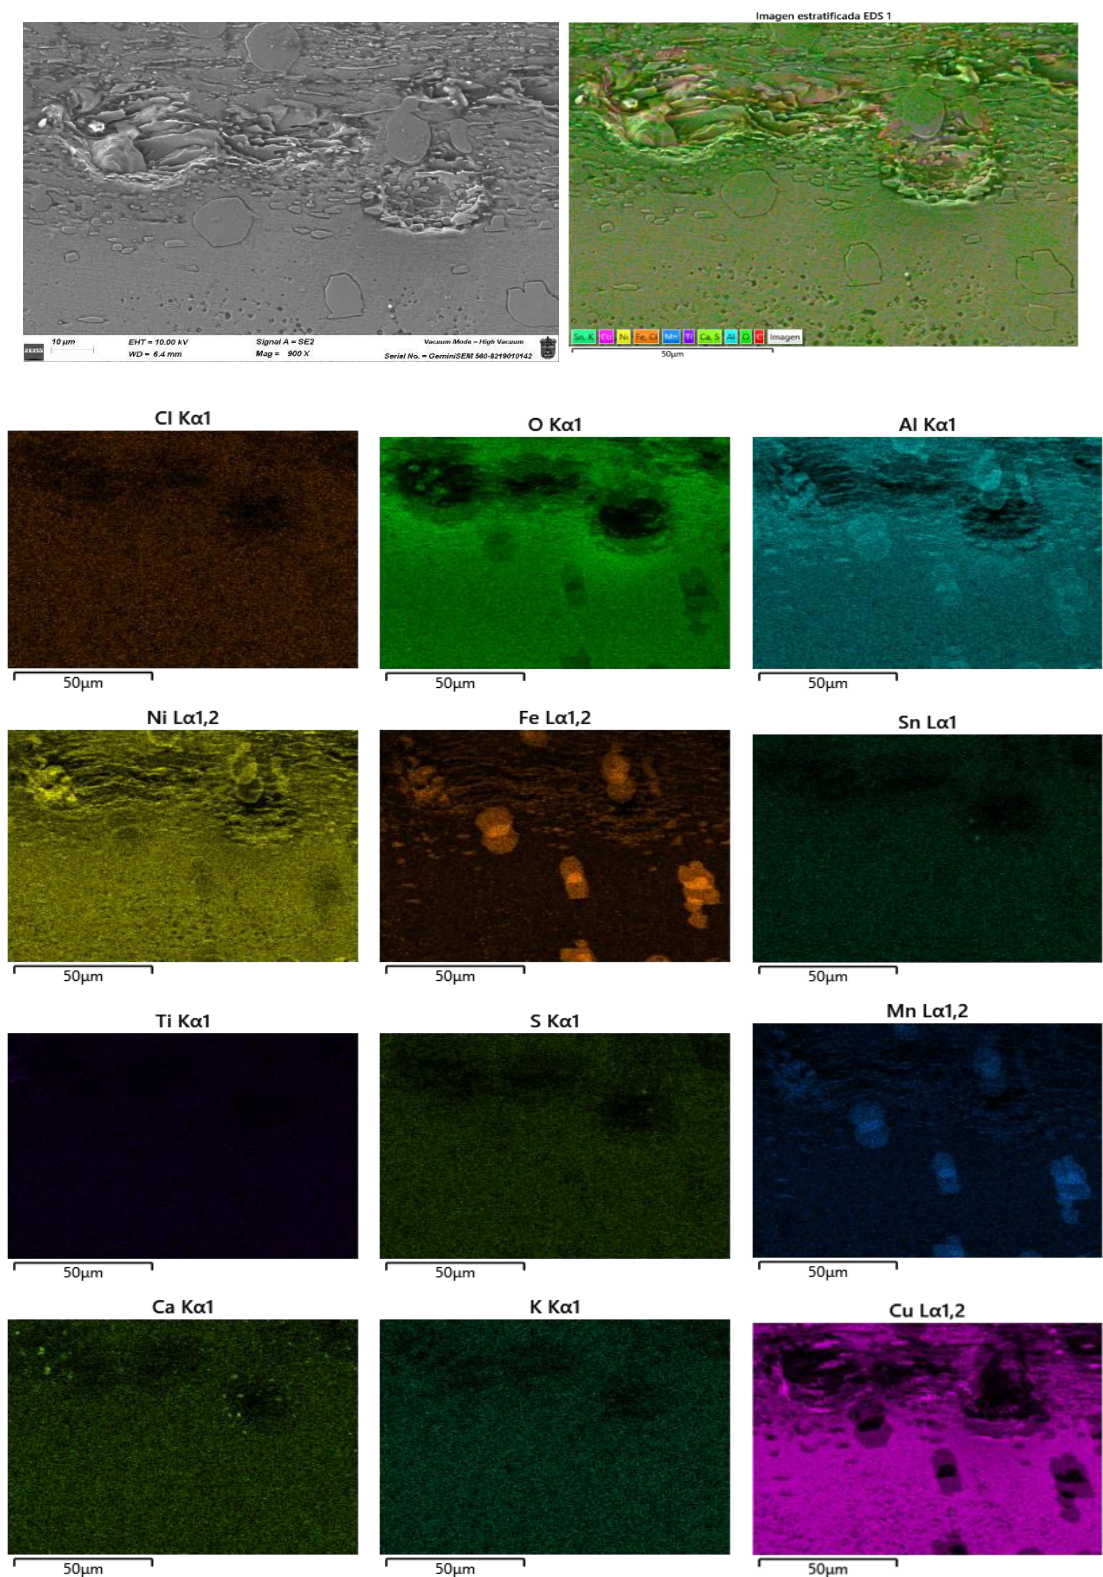 Imagen estratificada EDS 1
10 µm
EHT = 10.00 kV
Signal A = SE2
Vacuum Mode = High Vacuum
ZEISS
WD = 6.4 mm
Mag = 900 X
Serial No. = GeminiSEM 560-8219010142
Sn, K Cu Ni Fe, Cl Mn Ti Ca, S Al O C Imagen
50µm
Cl Kα1
O Kα1
Al Kα1
50µm
50µm
50µm
Ni Lα1,2
Fe Lα1,2
Sn Lα1
50µm
50µm
50µm
Ti Kα1
S Kα1
Mn Lα1,2
50µm
50µm
50µm
Ca Kα1
K Kα1
Cu Lα1,2
50µm
50µm
50µm